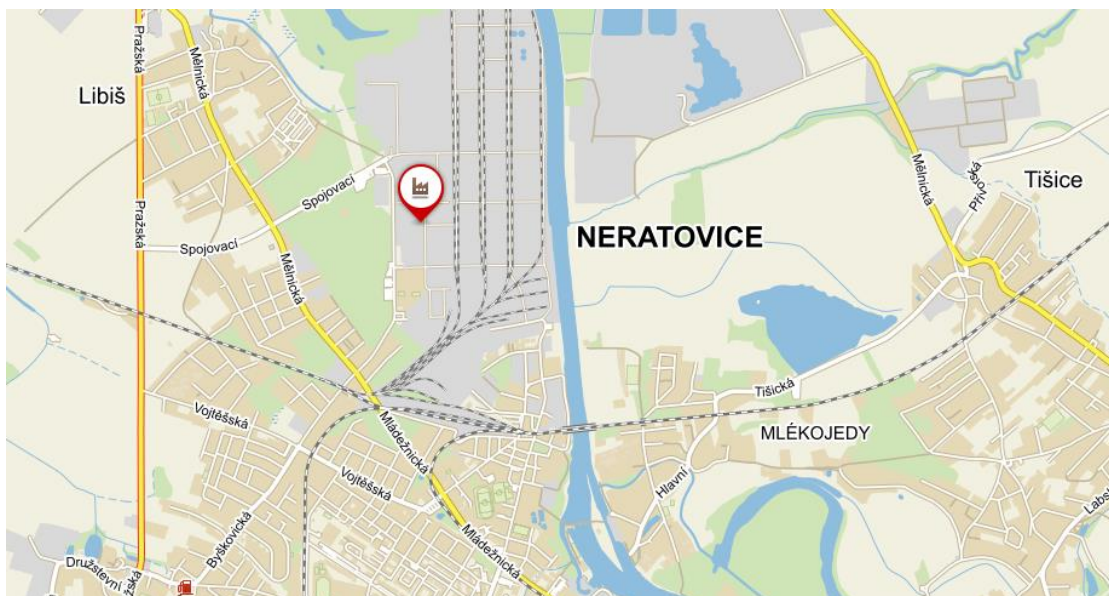 Pražská
Mělnická
Libiš
Mělnická
Spojovací
Přívorská
Tišice
Pražská
Spojovací
NERATOVICE
Mělnická
Tišická
Vojtěšská
Mládežnická
MLÉKOJEDY
Vojtěšská
Hlavní
Byškovická
Mládežnická
Družstevní